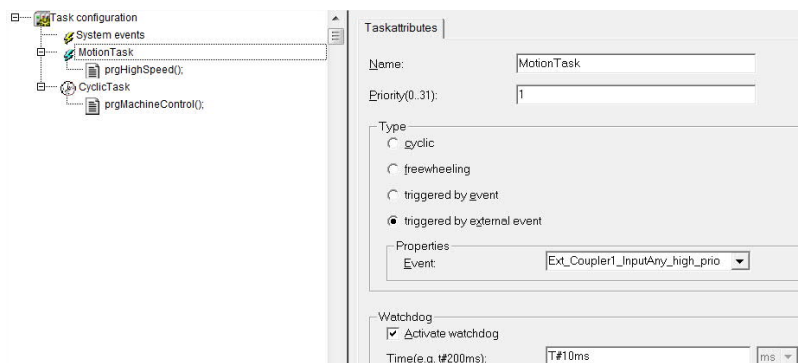 Task configuration
System events
MotionTask
prgHighSpeed();
CyclicTask
prgMachineControl();
Taskattributes
Name: MotionTask
Priority(0..31): 1
Type
cyclic
freewheeling
triggered by event
triggered by external event
Properties
Event: Ext_Coupler1_InputAny_high_prio
Watchdog
Activate watchdog
Time(e.g. t#200ms): T#10ms ms